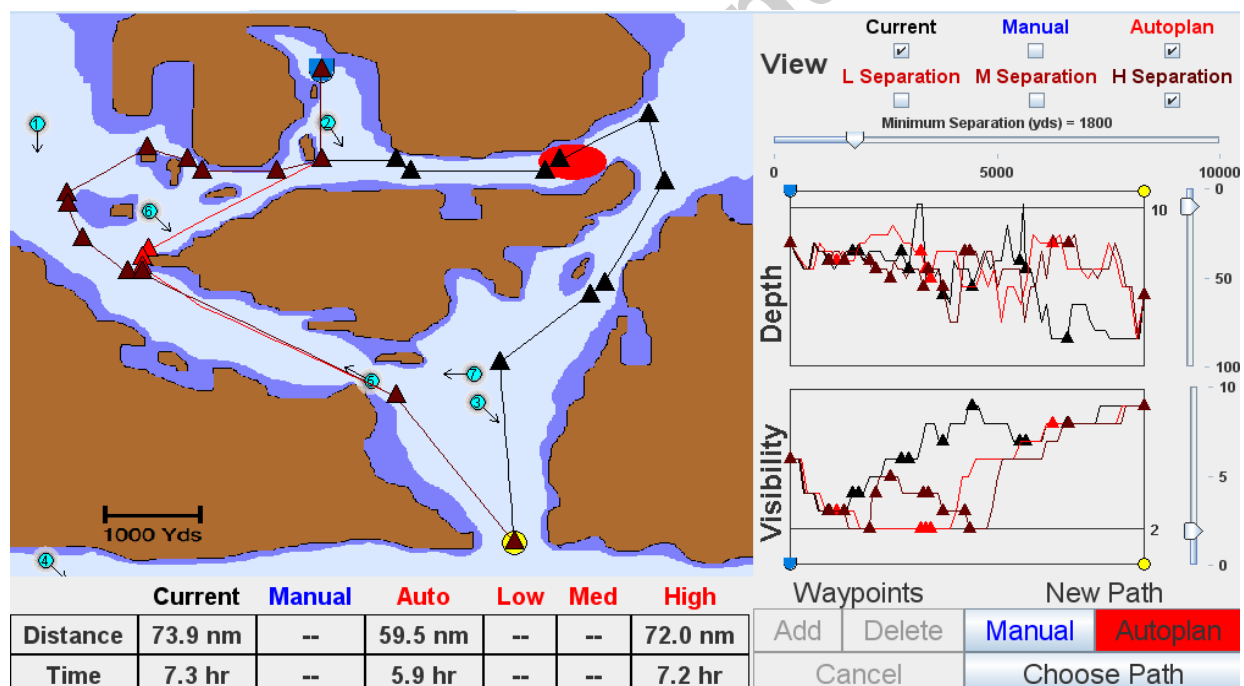 Current Manual Autoplan
View
L Separation M Separation H Separation
Minimum Separation (yds) = 1800
0 5000 10000
1
2
6
5
7
3
4
1000 Yds
Depth
10
0
50
100
Visibility
2
10
5
0
Current Manual Auto Low Med High
Distance 73.9 nm -- 59.5 nm -- -- 72.0 nm
Time 7.3 hr -- 5.9 hr -- -- 7.2 hr
Waypoints New Path
Add Delete Manual Autoplan
Cancel Choose Path